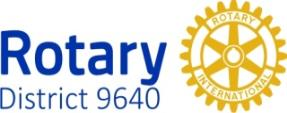 Rotary
District 9640
ROTARY
INTERNATIONAL